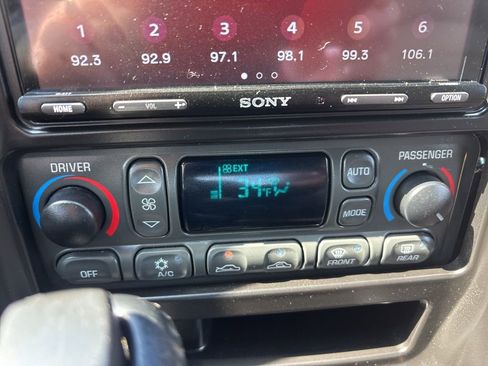 1 2 3 4 5 6
92.3 92.9 97.1 98.1 99.3 106.1
HOME − VOL + SONY OPTION
DRIVER EXT AUTO PASSENGER
34°F
MODE
OFF A/C FRONT REAR